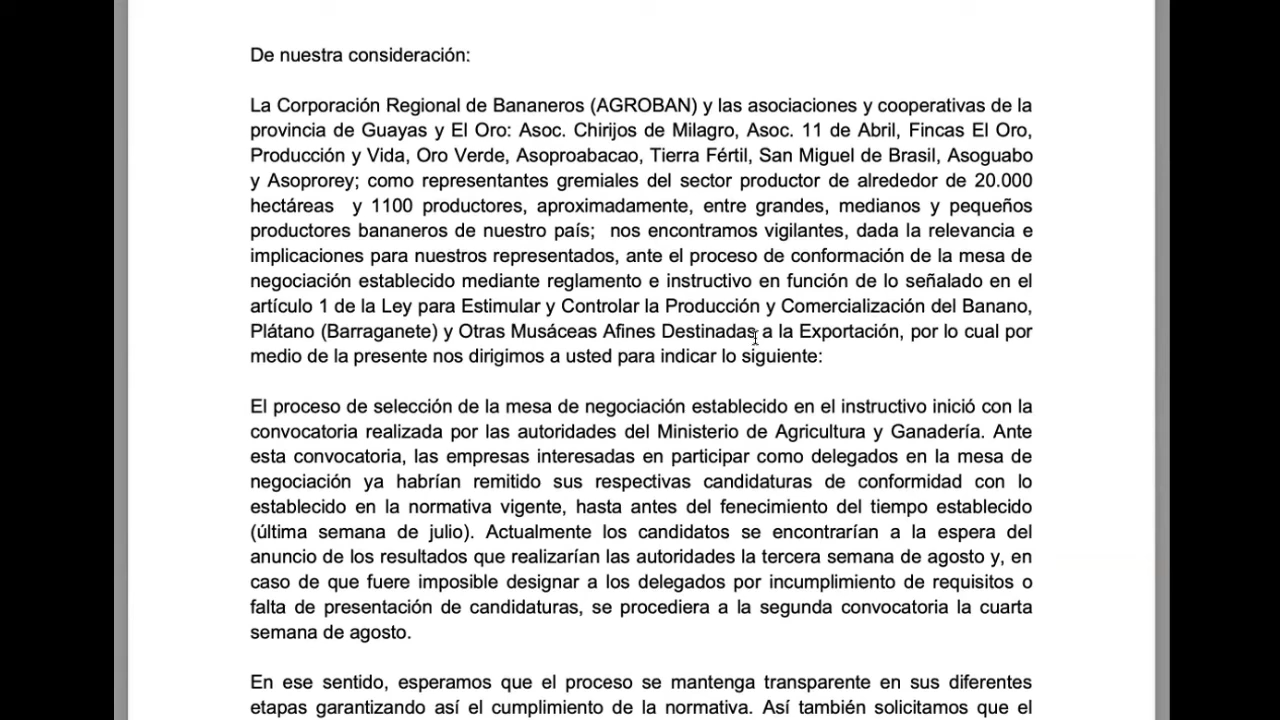 De nuestra consideración:
La Corporación Regional de Bananeros (AGROBAN) y las asociaciones y cooperativas de la
provincia de Guayas y El Oro: Asoc. Chirijos de Milagro, Asoc. 11 de Abril, Fincas El Oro,
Producción y Vida, Oro Verde, Asoproabacao, Tierra Fértil, San Miguel de Brasil, Asoguabo
y Asoprorey; como representantes gremiales del sector productor de alrededor de 20.000
hectáreas y 1100 productores, aproximadamente, entre grandes, medianos y pequeños
productores bananeros de nuestro país; nos encontramos vigilantes, dada la relevancia e
implicaciones para nuestros representados, ante el proceso de conformación de la mesa de
negociación establecido mediante reglamento e instructivo en función de lo señalado en el
artículo 1 de la Ley para Estimular y Controlar la Producción y Comercialización del Banano,
Plátano (Barraganete) y Otras Musáceas Afines Destinadas a la Exportación, por lo cual por
medio de la presente nos dirigimos a usted para indicar lo siguiente:
El proceso de selección de la mesa de negociación establecido en el instructivo inició con la
convocatoria realizada por las autoridades del Ministerio de Agricultura y Ganadería. Ante
esta convocatoria, las empresas interesadas en participar como delegados en la mesa de
negociación ya habrían remitido sus respectivas candidaturas de conformidad con lo
establecido en la normativa vigente, hasta antes del fenecimiento del tiempo establecido
(última semana de julio). Actualmente los candidatos se encontrarían a la espera del
anuncio de los resultados que realizarían las autoridades la tercera semana de agosto y, en
caso de que fuere imposible designar a los delegados por incumplimiento de requisitos o
falta de presentación de candidaturas, se procediera a la segunda convocatoria la cuarta
semana de agosto.
En ese sentido, esperamos que el proceso se mantenga transparente en sus diferentes
etapas garantizando así el cumplimiento de la normativa. Así también solicitamos que el